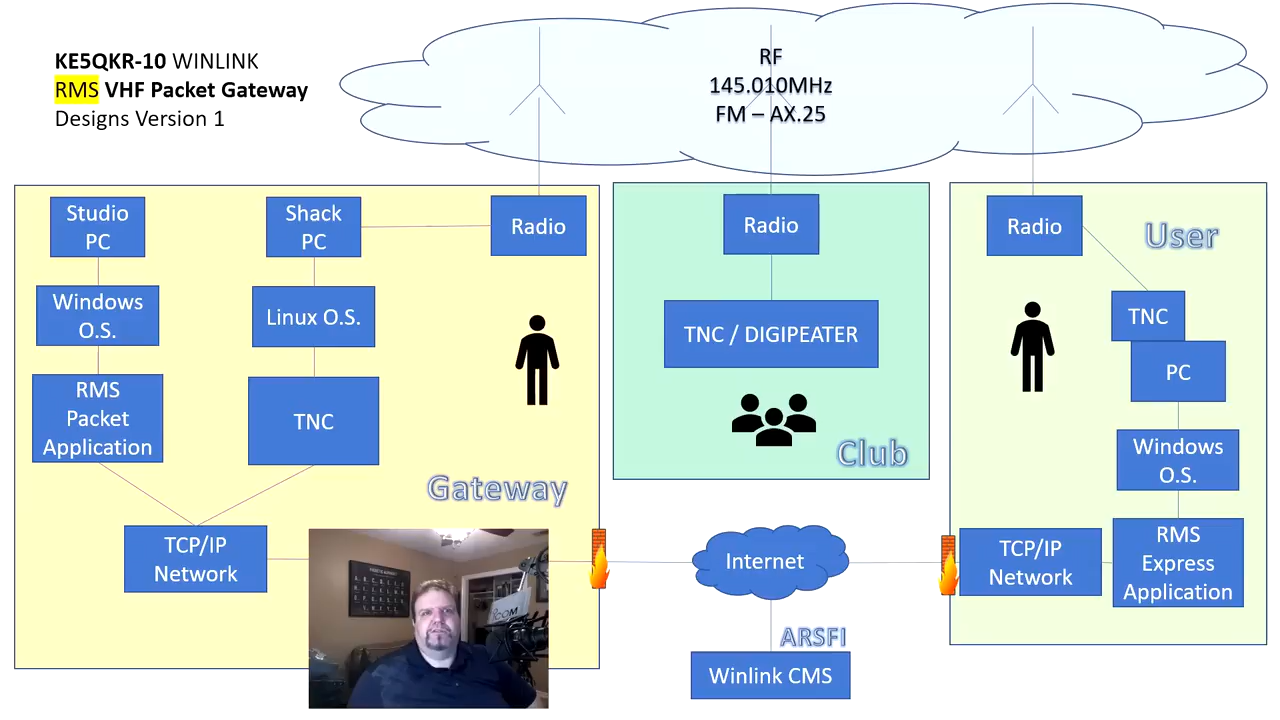 KE5QKR-10 WINLINK
RMS VHF Packet Gateway
Designs Version 1
RF
145.010MHz
FM – AX.25
Studio
PC
Windows
O.S.
RMS
Packet
Application
Shack
PC
Linux O.S.
TNC
Radio
TCP/IP
Network
Gateway
Radio
TNC / DIGIPEATER
Club
User
Radio
TNC
PC
Windows
O.S.
RMS
Express
Application
TCP/IP
Network
Internet
ARSFI
Winlink CMS
ICOM